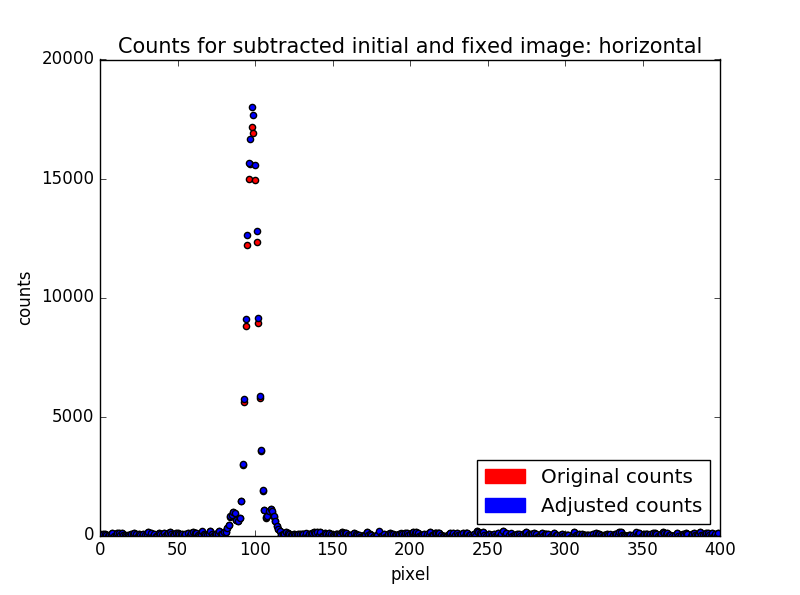 Counts for subtracted initial and fixed image: horizontal
20000
15000
10000
5000
0
counts
0 50 100 150 200 250 300 350 400
pixel
Original counts
Adjusted counts